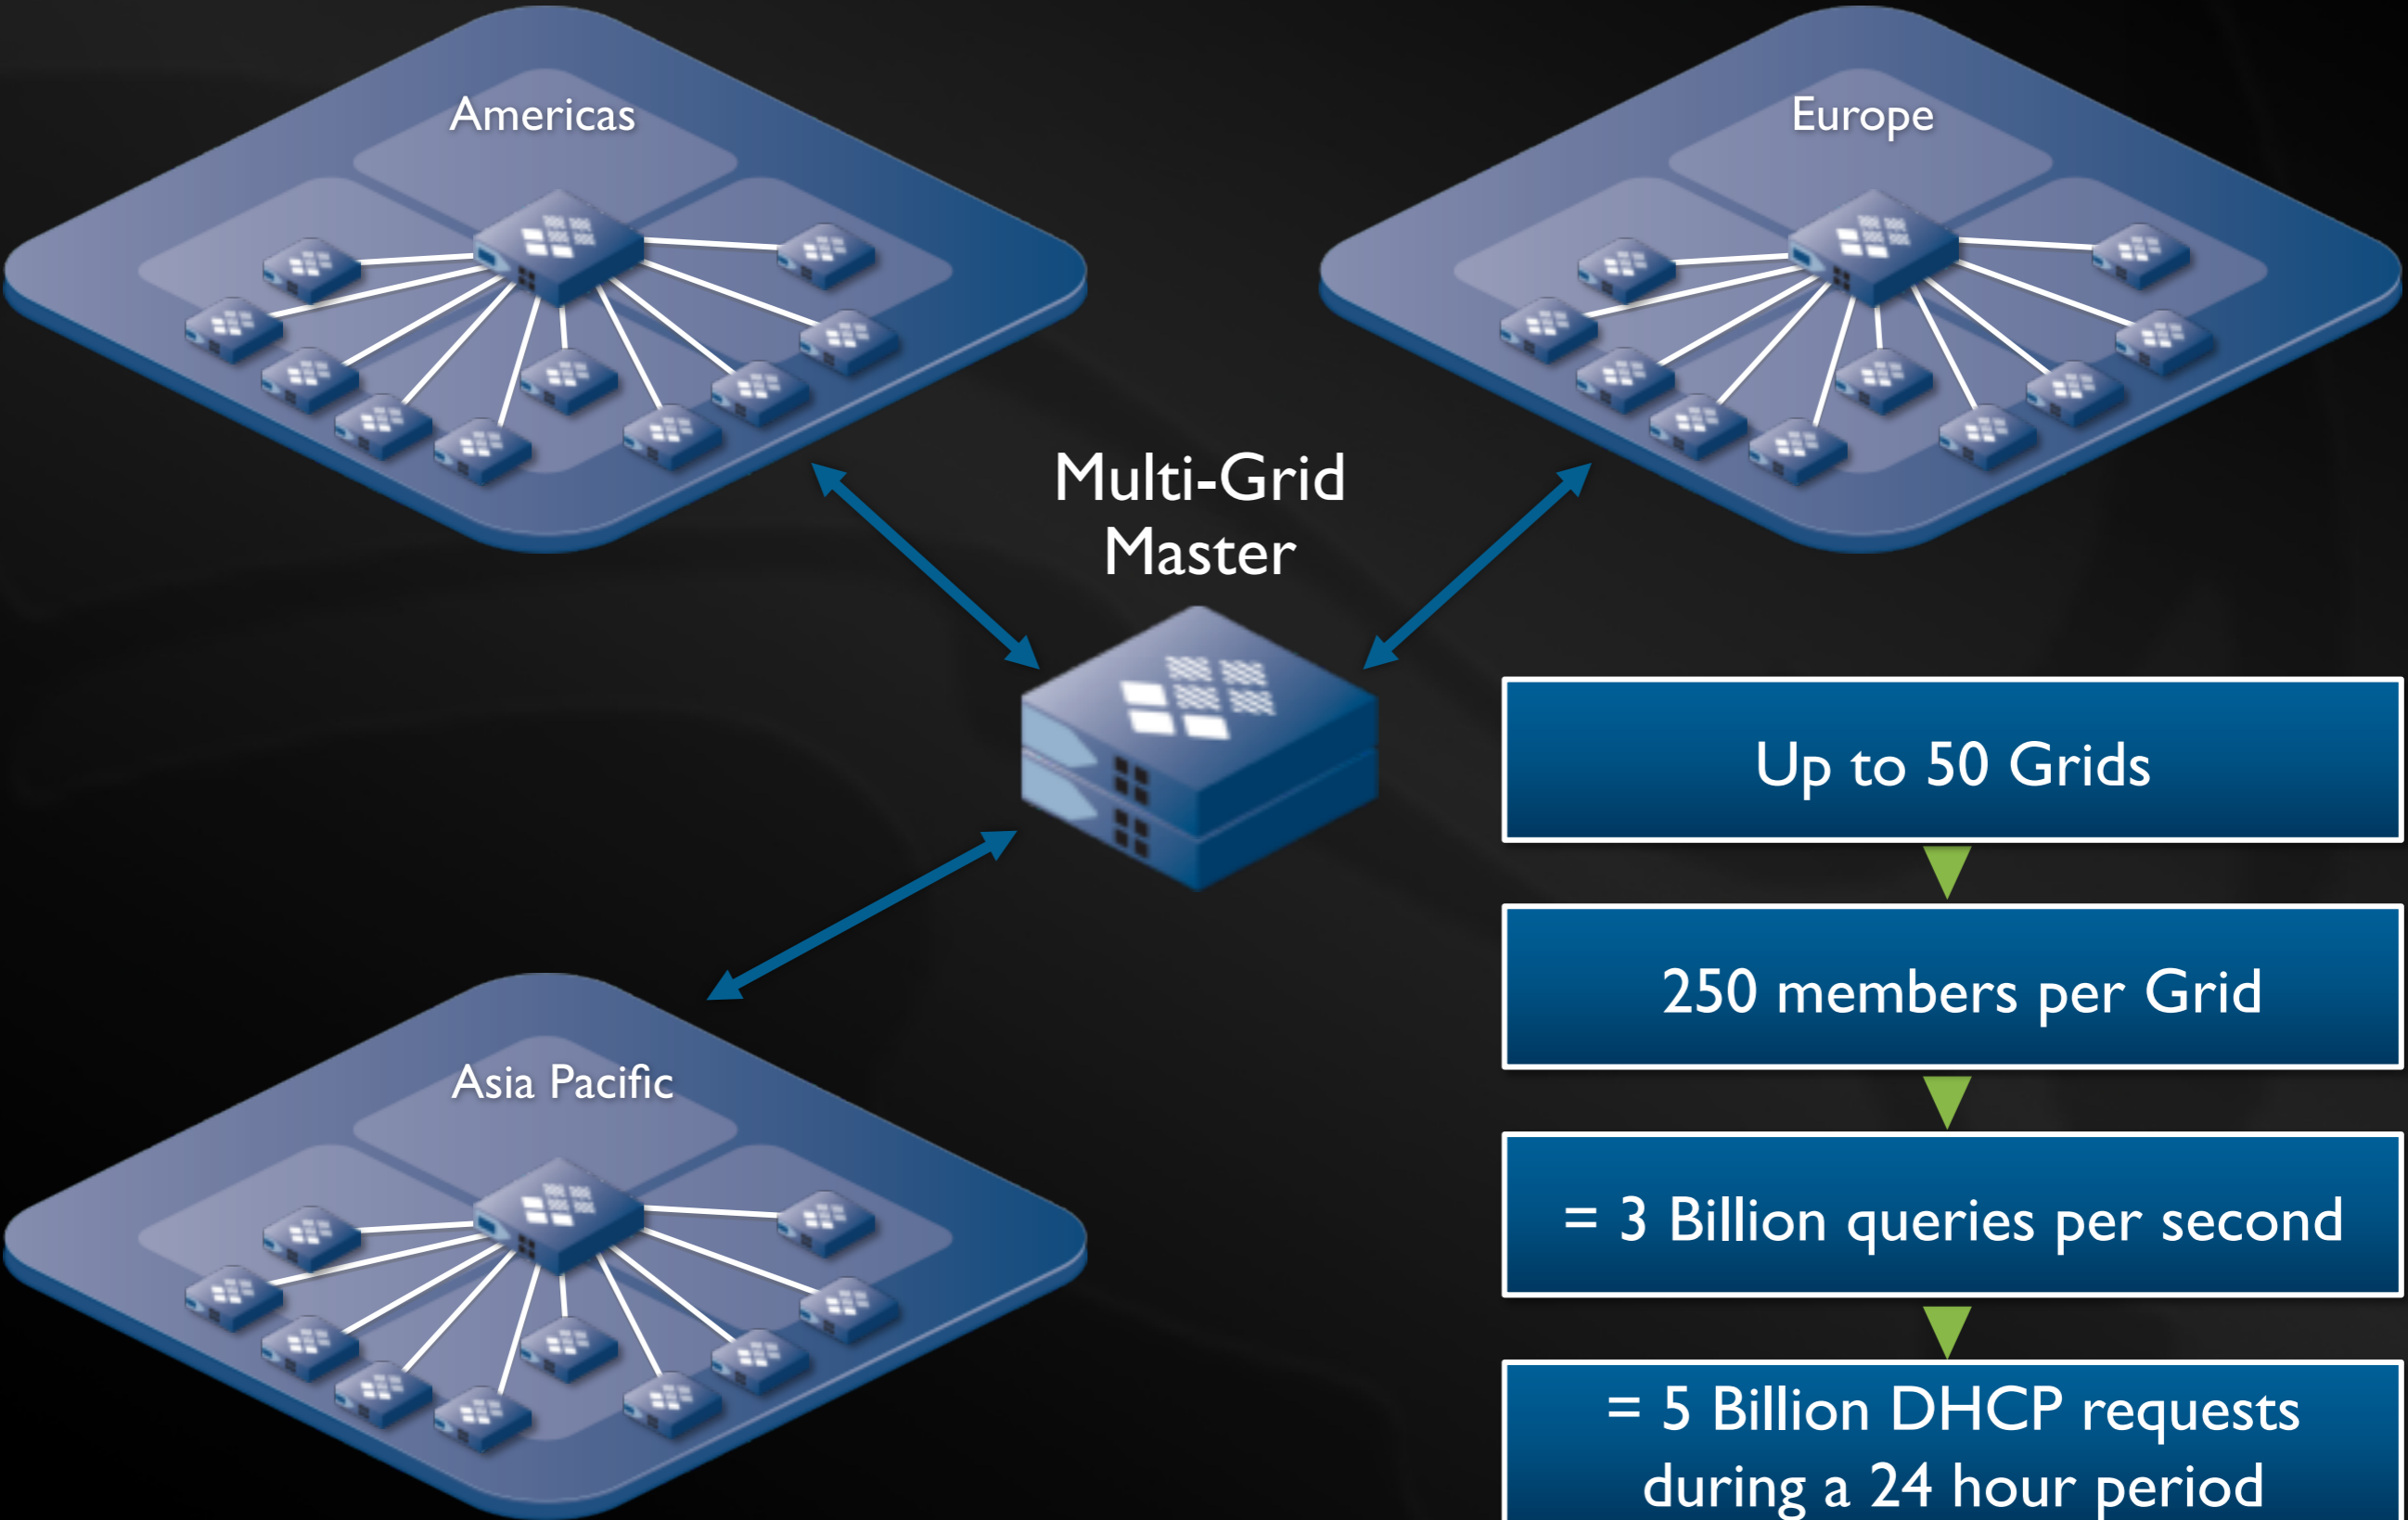 Americas
Europe
Multi-Grid
Master
Up to 50 Grids
250 members per Grid
= 3 Billion queries per second
Asia Pacific
= 5 Billion DHCP requests
during a 24 hour period